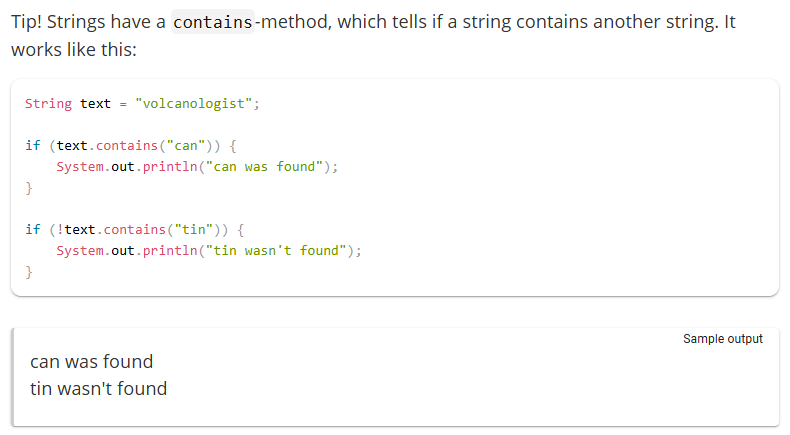 Tip! Strings have a contains-method, which tells if a string contains another string. It
works like this:
String text = "volcanologist";
if (text.contains("can")) {
    System.out.println("can was found");
}
if (!text.contains("tin")) {
    System.out.println("tin wasn't found");
}
Sample output
can was found
tin wasn't found